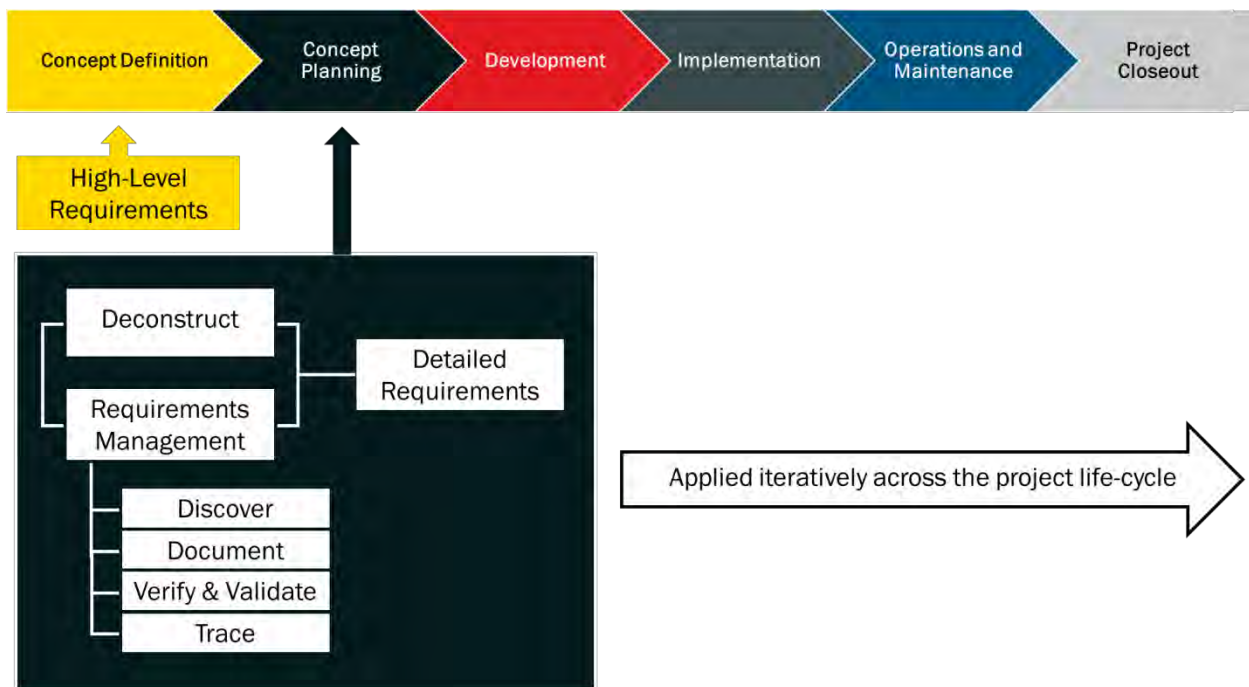 Concept Definition
Concept
Planning
Development
Implementation
Operations and
Maintenance
Project
Closeout
High-Level
Requirements
Deconstruct
Detailed
Requirements
Requirements
Management
Discover
Document
Verify & Validate
Trace
Applied iteratively across the project life-cycle